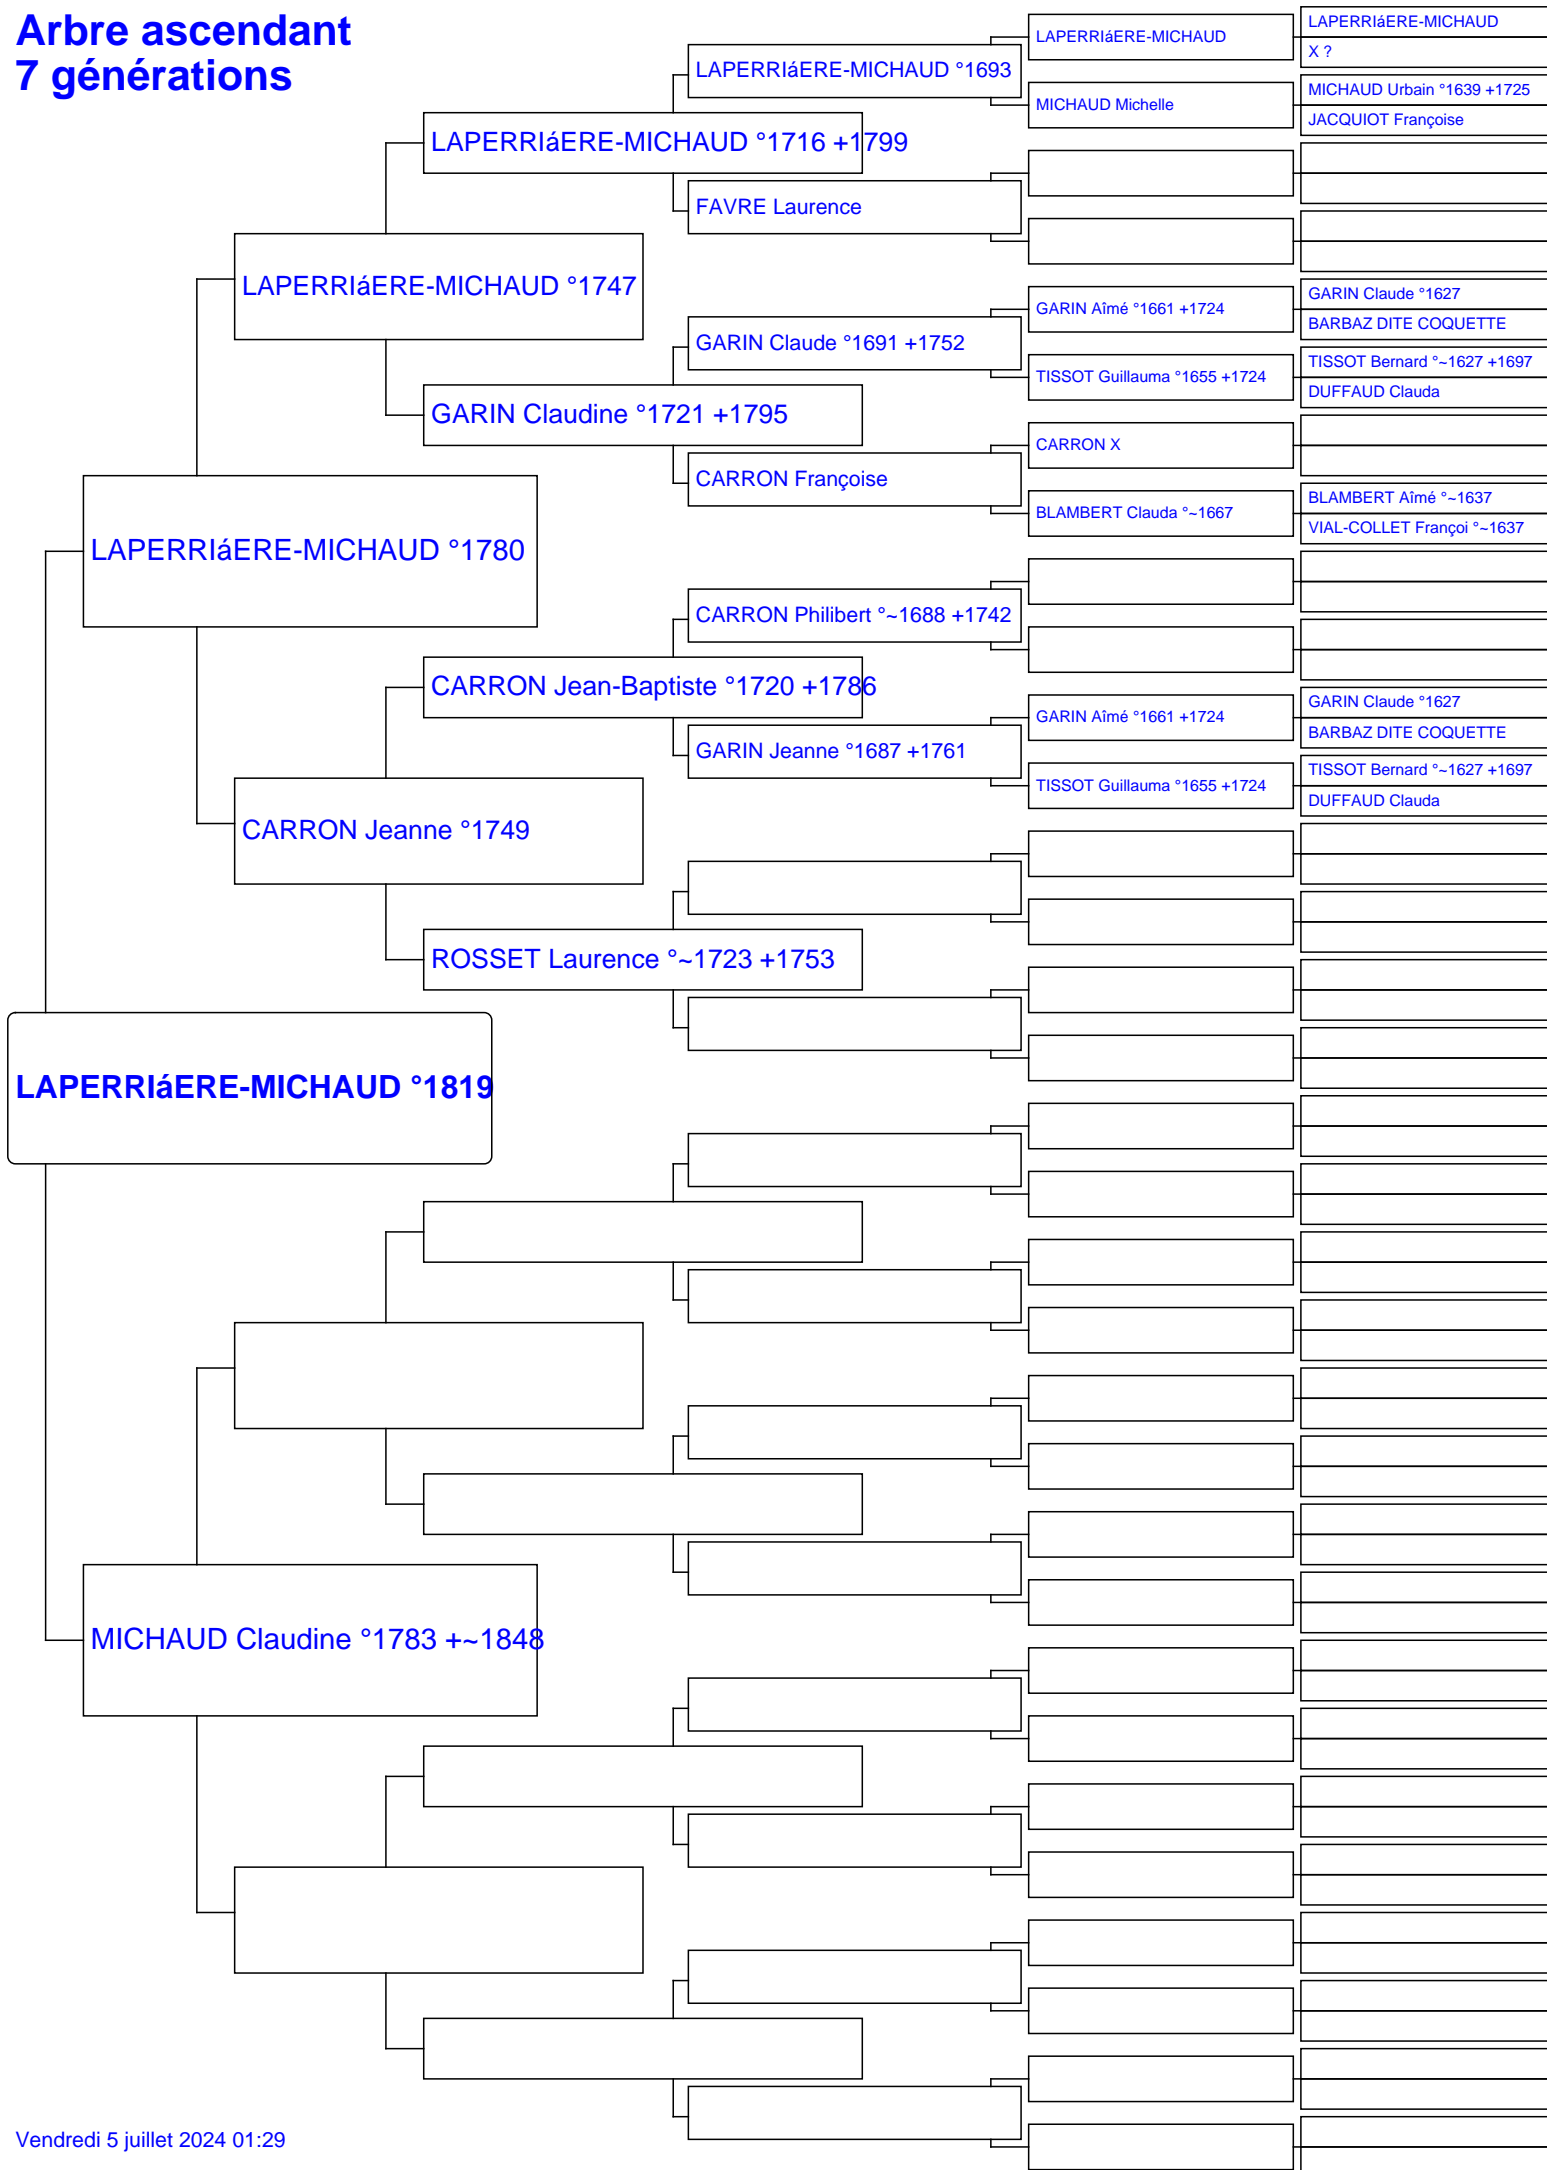 Arbre ascendant
7 générations
LAPERRIáERE-MICHAUD
LAPERRIáERE-MICHAUD
X ?
LAPERRIáERE-MICHAUD °1693
MICHAUD Michelle
MICHAUD Urbain °1639 +1725
JACQUIOT Françoise
LAPERRIáERE-MICHAUD °1716 +1799
FAVRE Laurence
LAPERRIáERE-MICHAUD °1747
GARIN Aîmé °1661 +1724
GARIN Claude °1627
BARBAZ DITE COQUETTE
GARIN Claude °1691 +1752
TISSOT Guillauma °1655 +1724
TISSOT Bernard °~1627 +1697
DUFFAUD Clauda
GARIN Claudine °1721 +1795
CARRON X
CARRON Françoise
BLAMBERT Clauda °~1667
BLAMBERT Aîmé °~1637
VIAL-COLLET Françoi °~1637
LAPERRIáERE-MICHAUD °1780
CARRON Philibert °~1688 +1742
CARRON Jean-Baptiste °1720 +1786
GARIN Aîmé °1661 +1724
GARIN Claude °1627
BARBAZ DITE COQUETTE
GARIN Jeanne °1687 +1761
TISSOT Guillauma °1655 +1724
TISSOT Bernard °~1627 +1697
DUFFAUD Clauda
CARRON Jeanne °1749
ROSSET Laurence °~1723 +1753
LAPERRIáERE-MICHAUD °1819
MICHAUD Claudine °1783 +~1848
Vendredi 5 juillet 2024 01:29